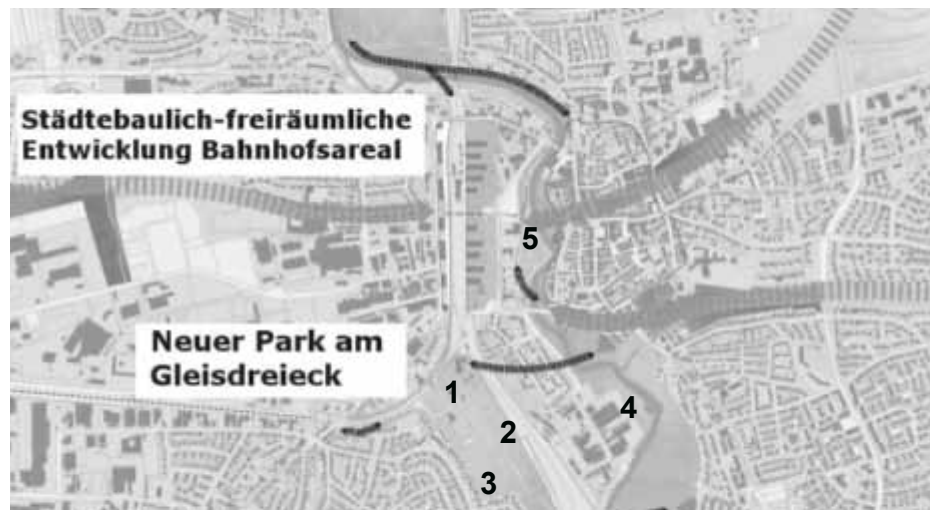 Städtebaulich-freiräumliche
Entwicklung Bahnhofsareal
5
Neuer Park am
Gleisdreieck
1
4
2
3